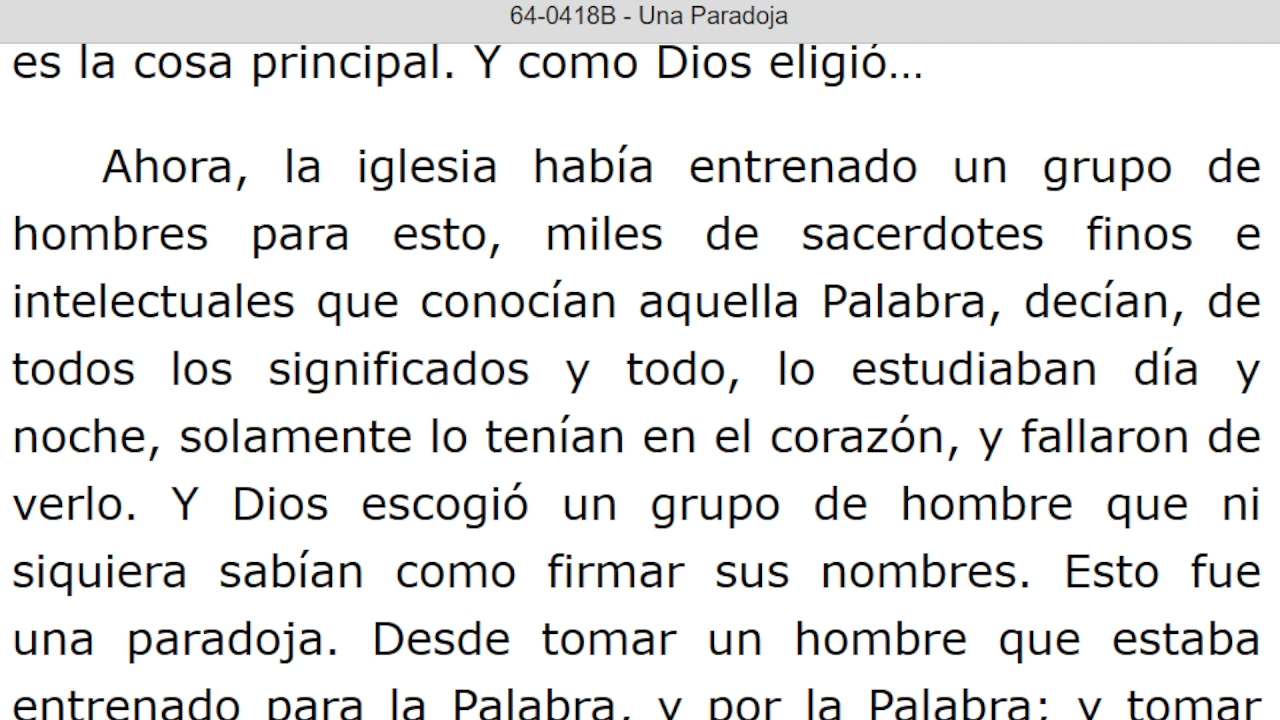 64-0418B - Una Paradoja
es la cosa principal. Y como Dios eligió...
Ahora, la iglesia había entrenado un grupo de
hombres para esto, miles de sacerdotes finos e
intelectuales que conocían aquella Palabra, decían, de
todos los significados y todo, lo estudiaban día y
noche, solamente lo tenían en el corazón, y fallaron de
verlo. Y Dios escogió un grupo de hombre que ni
siquiera sabían como firmar sus nombres. Esto fue
una paradoja. Desde tomar un hombre que estaba
entrenado para la Palabra, y por la Palabra; y tomar